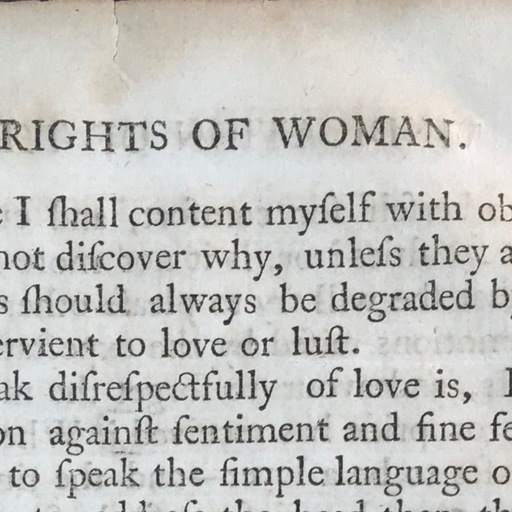 RIGHTS OF WOMAN.
I ſhall content myſelf with ob
not diſcover why, unleſs they a
s ſhould always be degraded b
ervient to love or luſt.
ak diſreſpectfully of love is, I
on againſt ſentiment and fine fe
to ſpeak the ſimple language o